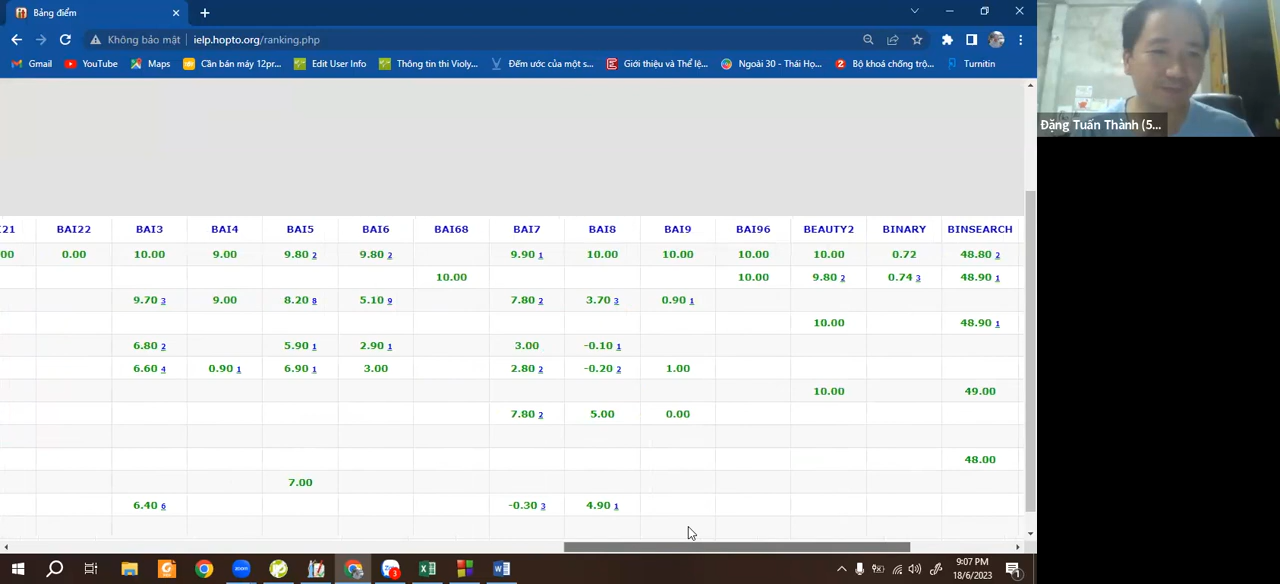 Bảng điểm
Không bảo mật ielp.hopto.org/ranking.php
Gmail YouTube Maps Cần bán máy 12pr... Edit User Info Thông tin thi Violy... Đếm ước của một s... Giới thiệu và Thể lệ... Ngoài 30 - Thái Họ... Bộ khoá chống trộ... Turnitin
Đặng Tuấn Thành (5...
I21 BAI22 BAI3 BAI4 BAI5 BAI6 BAI68 BAI7 BAI8 BAI9 BAI96 BEAUTY2 BINARY BINSEARCH
00 0.00 10.00 9.00 9.80 2 9.80 2 9.90 1 10.00 10.00 10.00 10.00 0.72 48.80 2
10.00 10.00 9.80 2 0.74 3 48.90 1
9.70 3 9.00 8.20 8 5.10 9 7.80 2 3.70 3 0.90 1
10.00 48.90 1
6.80 2 5.90 1 2.90 1 3.00 -0.10 1
6.60 4 0.90 1 6.90 1 3.00 2.80 2 -0.20 2 1.00
10.00 49.00
7.80 2 5.00 0.00
48.00
7.00
6.40 6 -0.30 3 4.90 1
9:07 PM
18/6/2023